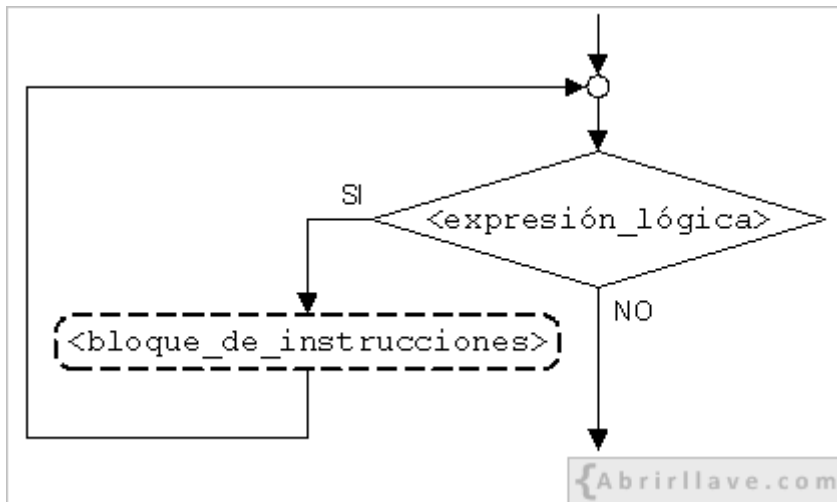 SI
<expresión_lógica>
NO
<bloque_de_instrucciones>
{Abrirllave.com